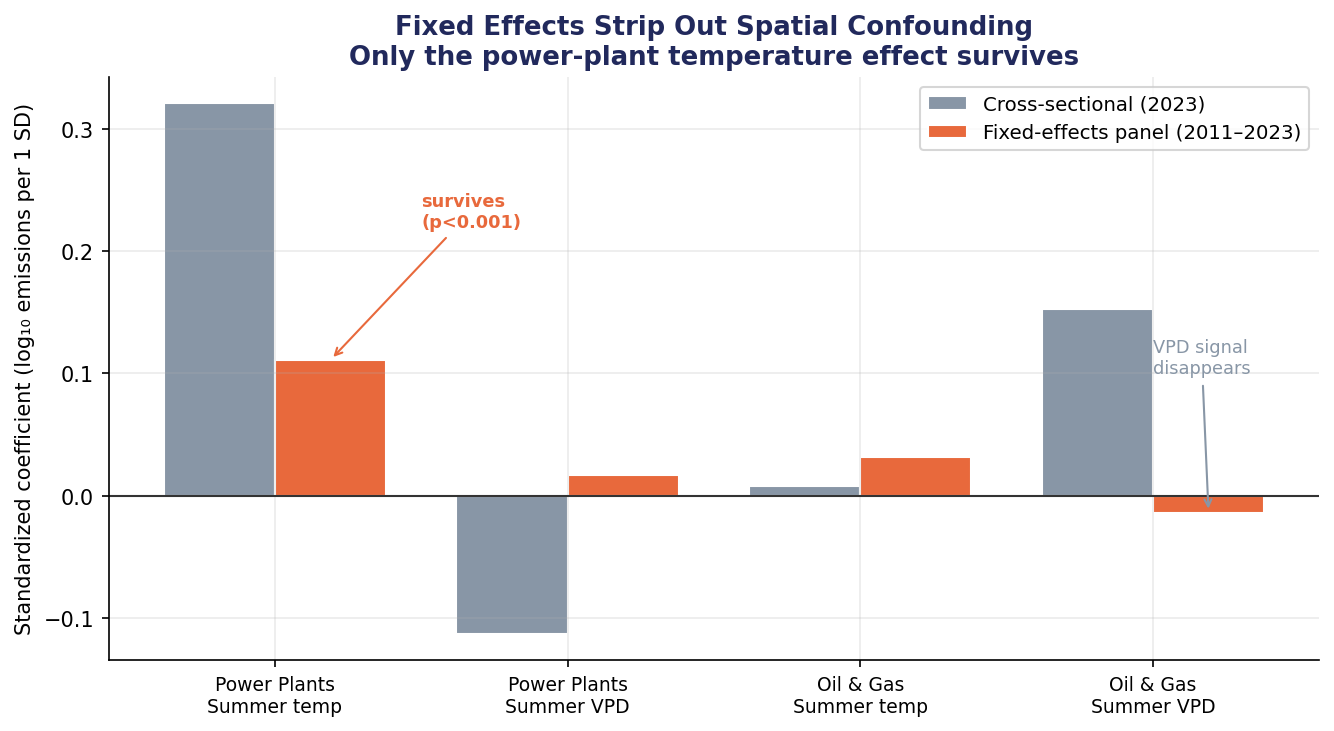 Fixed Effects Strip Out Spatial Confounding
Only the power-plant temperature effect survives
Standardized coefficient (log₁₀ emissions per 1 SD)
0.3
0.2
0.1
0.0
−0.1
Cross-sectional (2023)
Fixed-effects panel (2011–2023)
survives
(p<0.001)
VPD signal
disappears
Power Plants
Summer temp
Power Plants
Summer VPD
Oil & Gas
Summer temp
Oil & Gas
Summer VPD